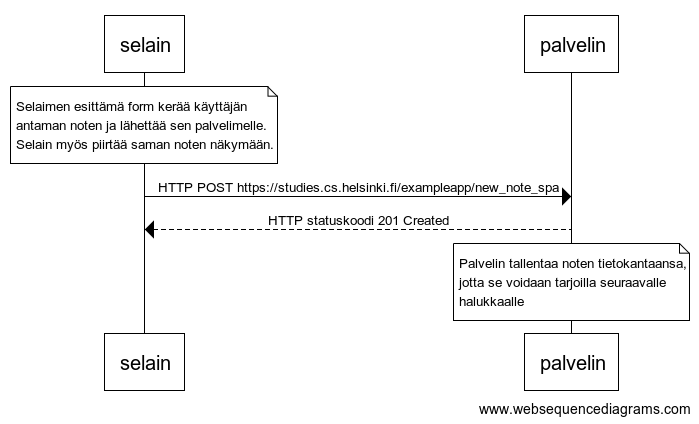 selain
palvelin
Selaimen esittämä form kerää käyttäjän
antaman noten ja lähettää sen palvelimelle.
Selain myös piirtää saman noten näkymään.
HTTP POST https://studies.cs.helsinki.fi/exampleapp/new_note_spa
HTTP statuskoodi 201 Created
Palvelin tallentaa noten tietokantaansa,
jotta se voidaan tarjoilla seuraavalle
halukkaalle
selain
palvelin
www.websequencediagrams.com